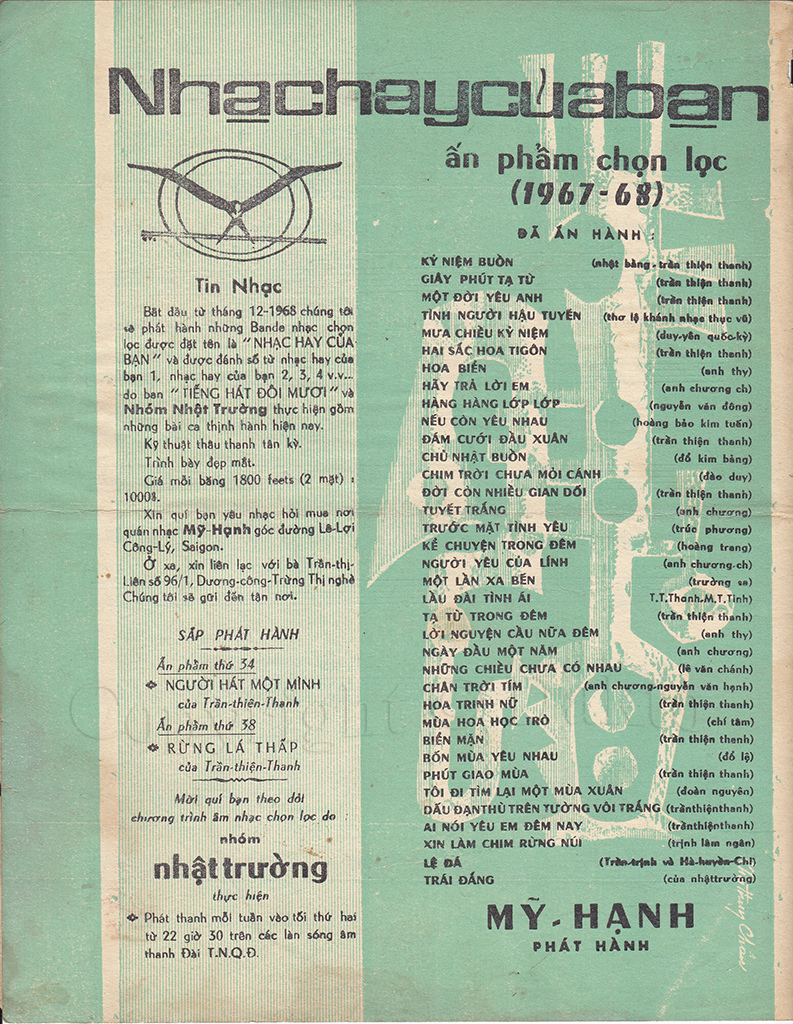 Nhạchaycủabạn
ấn phẩm chọn lọc
(1967-68)
ĐÃ ẤN HÀNH :
KỶ NIỆM BUỒN (nhật bằng - trần thiện thanh)
GIÂY PHÚT TẠ TỪ (trần thiện thanh)
MỘT ĐỜI YÊU ANH (trần thiện thanh)
TÌNH NGƯỜI HẬU TUYẾN (thơ lệ khánh nhạc thục vũ)
MƯA CHIỀU KỶ NIỆM (duy-yên quốc-kỳ)
HAI SẮC HOA TIGÔN (trần thiện thanh)
HOA BIỂN (anh thy)
HÃY TRẢ LỜI EM (anh chương ch)
HÀNG HÀNG LỚP LỚP (nguyễn văn đông)
NẾU CÒN YÊU NHAU (hoàng bảo kim tuấn)
ĐÁM CƯỚI ĐẦU XUÂN (trần thiện thanh)
CHỦ NHẬT BUỒN (đỗ kim bảng)
CHIM TRỜI CHƯA MỎI CÁNH (đào duy)
ĐỜI CÒN NHIỀU GIAN DỐI (trần thiện thanh)
TUYẾT TRẮNG (anh chương)
TRƯỚC MẶT TÌNH YÊU (trúc phương)
KỂ CHUYỆN TRONG ĐÊM (hoàng trang)
NGƯỜI YÊU CỦA LÍNH (anh chương-ch)
MỘT LẦN XA BẾN (trường sa)
LẦU ĐÀI TÌNH ÁI T.T.Thanh.M.T.Tình)
TẠ TỪ TRONG ĐÊM (trần thiện thanh)
LỜI NGUYỆN CẦU NỮA ĐÊM (anh thy)
NGÀY ĐẦU MỘT NĂM (anh chương)
NHỮNG CHIỀU CHƯA CÓ NHAU (lê văn chánh)
CHÂN TRỜI TÍM (anh chương-nguyễn văn hạnh)
HOA TRINH NỮ (trần thiện thanh)
MÙA HOA HỌC TRÒ (chí tâm)
BIỂN MẶN (trần thiện thanh)
BỐN MÙA YÊU NHAU (đỗ lệ)
PHÚT GIAO MÙA (trần thiện thanh)
TÔI ĐI TÌM LẠI MỘT MÙA XUÂN (đoàn nguyên)
DẤU ĐẠN THÙ TRÊN TƯỜNG VÔI TRẮNG (trầnthiệnthanh)
AI NÓI YÊU EM ĐÊM NAY (trầnthiệnthanh)
XIN LÀM CHIM RỪNG NÚI (trịnh lâm ngân)
LỆ ĐÁ (Trần-trịnh và Hà-huyền-Chi)
TRÁI ĐẮNG (của nhậttrường)
MỸ-HẠNH
PHÁT HÀNH
Tin Nhạc
Bắt đầu từ tháng 12-1968 chúng tôi
sẽ phát hành những Bande nhạc chọn
lọc được đặt tên là "NHẠC HAY CỦA
BẠN" và được đánh số từ nhạc hay của
bạn 1, nhạc hay của bạn 2, 3, 4 v.v...
do ban "TIẾNG HÁT ĐÔI MƯƠI" và
Nhóm Nhật Trường thực hiện gồm
những bài ca thịnh hành hiện nay.
Kỹ thuật thâu thanh tân kỳ.
Trình bày đẹp mắt.
Giá mỗi băng 1800 feets (2 mặt) :
1000$.
Xin quí bạn yêu nhạc hỏi mua nơi
quán nhạc Mỹ-Hạnh góc đường Lê-Lợi
Công-Lý, Saigon.
Ở xa, xin liên lạc với bà Trần-thị-
Liên số 96/1, Dương-công-Trừng Thị nghè
Chúng tôi sẽ gửi đến tận nơi.
SẮP PHÁT HÀNH
Ấn phẩm thứ 34
NGƯỜI HÁT MỘT MÌNH
của Trần-thiện-Thanh
Ấn phẩm thứ 38
RỪNG LÁ THẤP
của Trần-thiện-Thanh
Mời quí bạn theo dõi
chương trình âm nhạc chọn lọc do :
nhóm
nhậttrường
thực hiện
Phát thanh mỗi tuần vào tối thứ hai
từ 22 giờ 30 trên các làn sóng âm
thanh Đài T.N.Q.Đ.